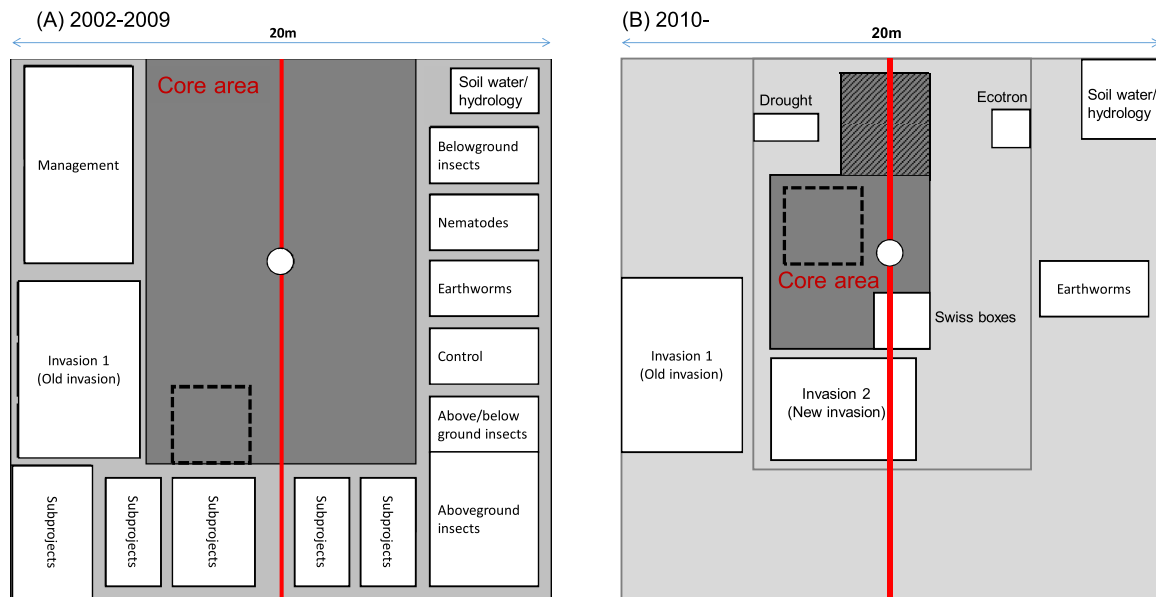 (A) 2002-2009
20m
Core area
Soil water/
hydrology
Management
Belowground
insects
Nematodes
Earthworms
Invasion 1
(Old invasion)
Control
Above/below
ground insects
Aboveground
insects
Subprojects
Subprojects
Subprojects
Subprojects
Subprojects
(B) 2010-
20m
Drought
Ecotron
Soil water/
hydrology
Core area
Earthworms
Swiss boxes
Invasion 1
(Old invasion)
Invasion 2
(New invasion)